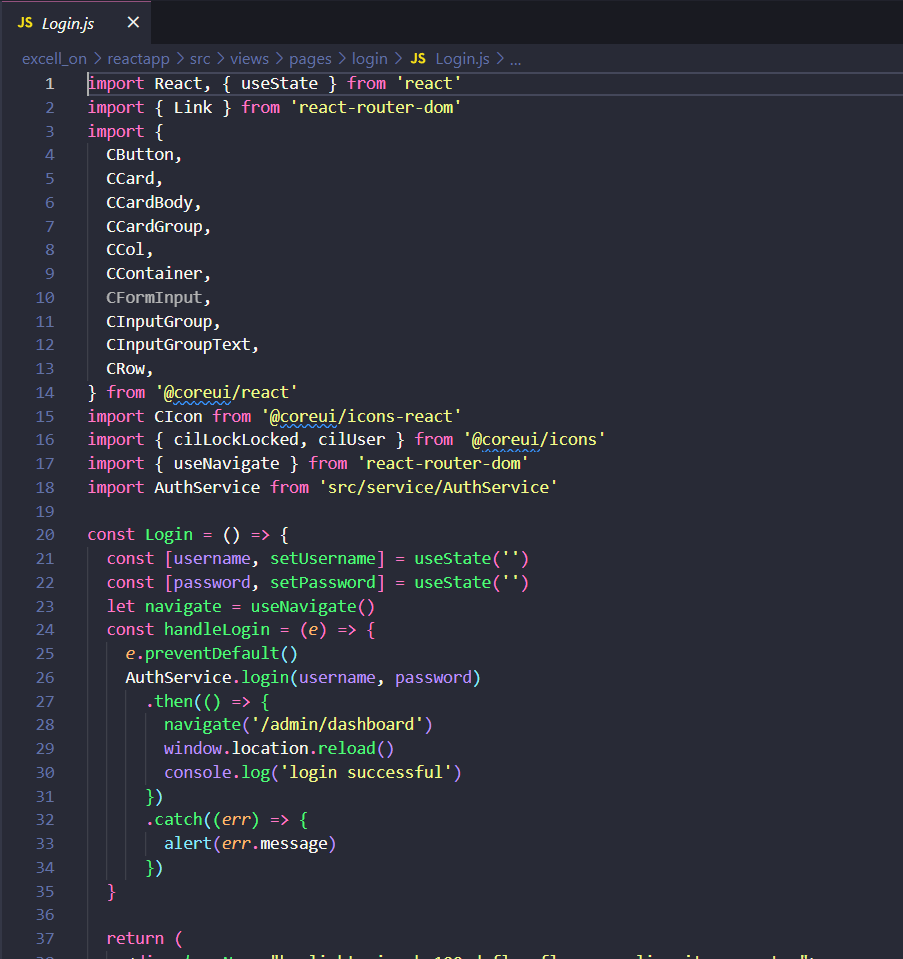 JS Login.js ×
excell_on > reactapp > src > views > pages > login > JS Login.js > ...
1 import React, { useState } from 'react'
2 import { Link } from 'react-router-dom'
3 import {
4 CButton,
5 CCard,
6 CCardBody,
7 CCardGroup,
8 CCol,
9 CContainer,
10 CFormInput,
11 CInputGroup,
12 CInputGroupText,
13 CRow,
14 } from '@coreui/react'
15 import CIcon from '@coreui/icons-react'
16 import { cilLockLocked, cilUser } from '@coreui/icons'
17 import { useNavigate } from 'react-router-dom'
18 import AuthService from 'src/service/AuthService'
19
20 const Login = () => {
21 const [username, setUsername] = useState('')
22 const [password, setPassword] = useState('')
23 let navigate = useNavigate()
24 const handleLogin = (e) => {
25 e.preventDefault()
26 AuthService.login(username, password)
27 .then(() => {
28 navigate('/admin/dashboard')
29 window.location.reload()
30 console.log('login successful')
31 })
32 .catch((err) => {
33 alert(err.message)
34 })
35 }
36
37 return (